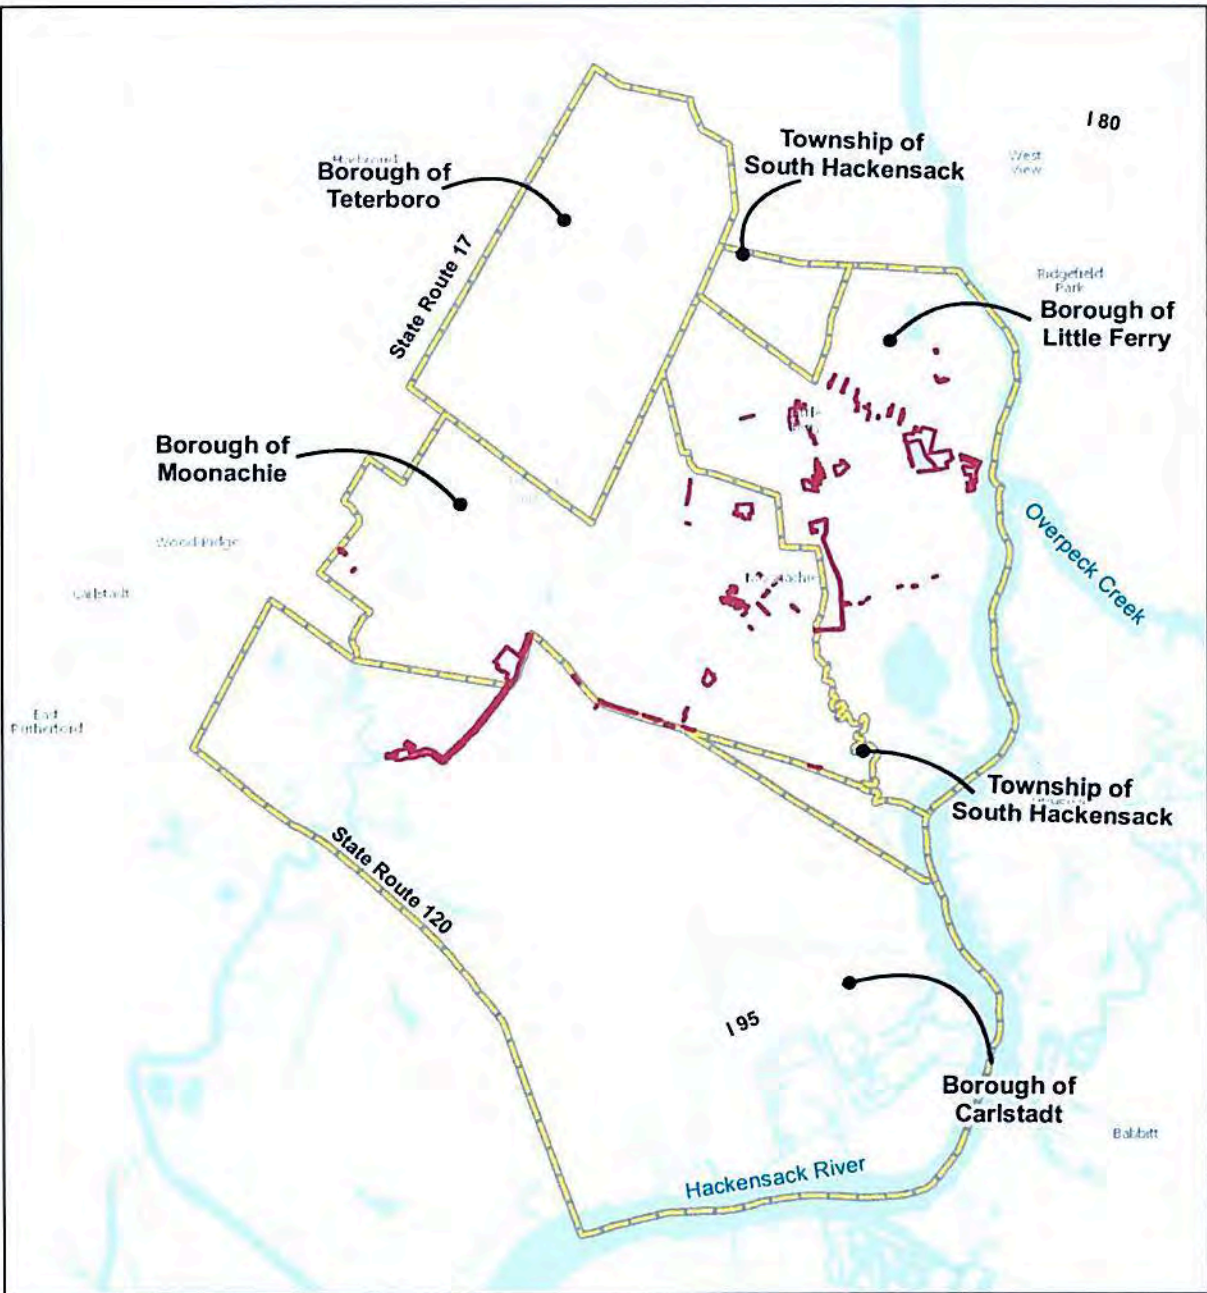 I 80
Township of
South Hackensack
West
View
Borough of
Teterboro
State Route 17
Ridgefield
Park
Borough of
Little Ferry
Borough of
Moonachie
Wood-Ridge
Overpeck Creek
Carlstadt
East
Rutherford
Township of
South Hackensack
State Route 120
I 95
Borough of
Carlstadt
Babbitt
Hackensack River